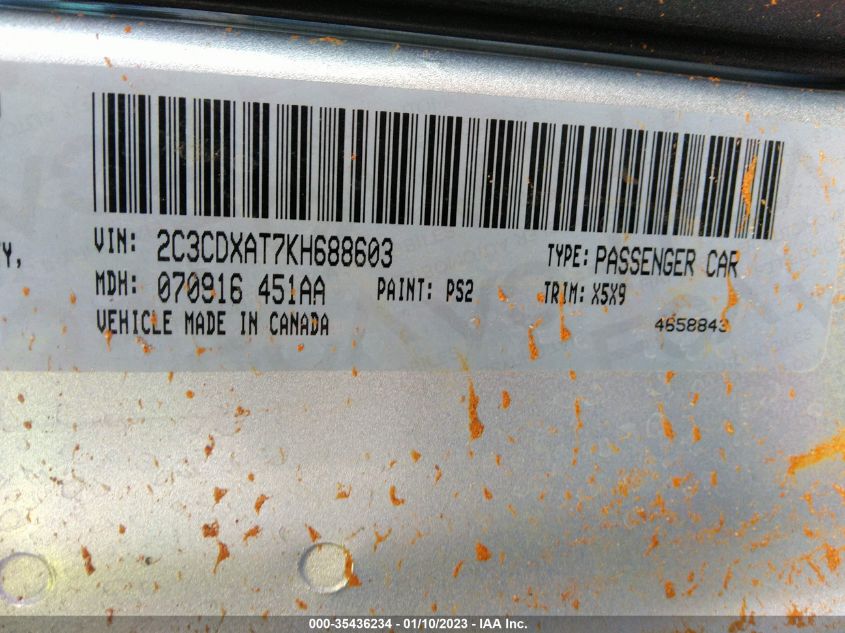 VIN: 2C3CDXAT7KH688603 TYPE: PASSENGER CAR
Y,
MDH: 070916 451AA PAINT: PS2 TRIM: X5X9
VEHICLE MADE IN CANADA 4658843
000-35436234 - 01/10/2023 - IAA Inc.